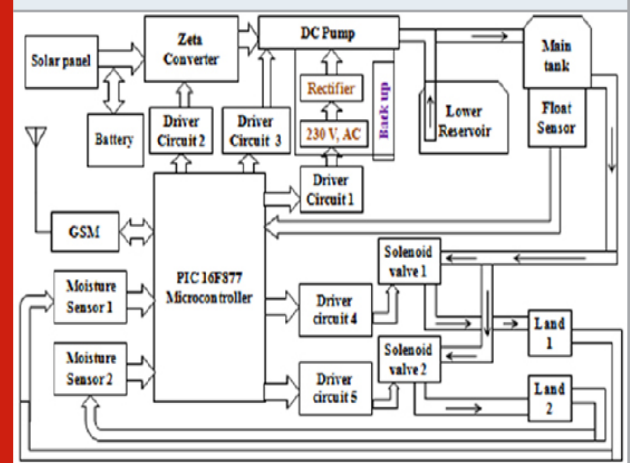 Solar panel
Zeta
Converter
DC Pump
Main
tank
Battery
Driver
Circuit 2
Driver
Circuit 3
Rectifier
230 V, AC
Back up
Lower
Reservoir
Float
Sensor
Driver
Circuit 1
GSM
PIC 16F877
Microcontroller
Moisture
Sensor 1
Moisture
Sensor 2
Solenoid
valve 1
Driver
circuit 4
Land
1
Solenoid
valve 2
Driver
circuit 5
Land
2